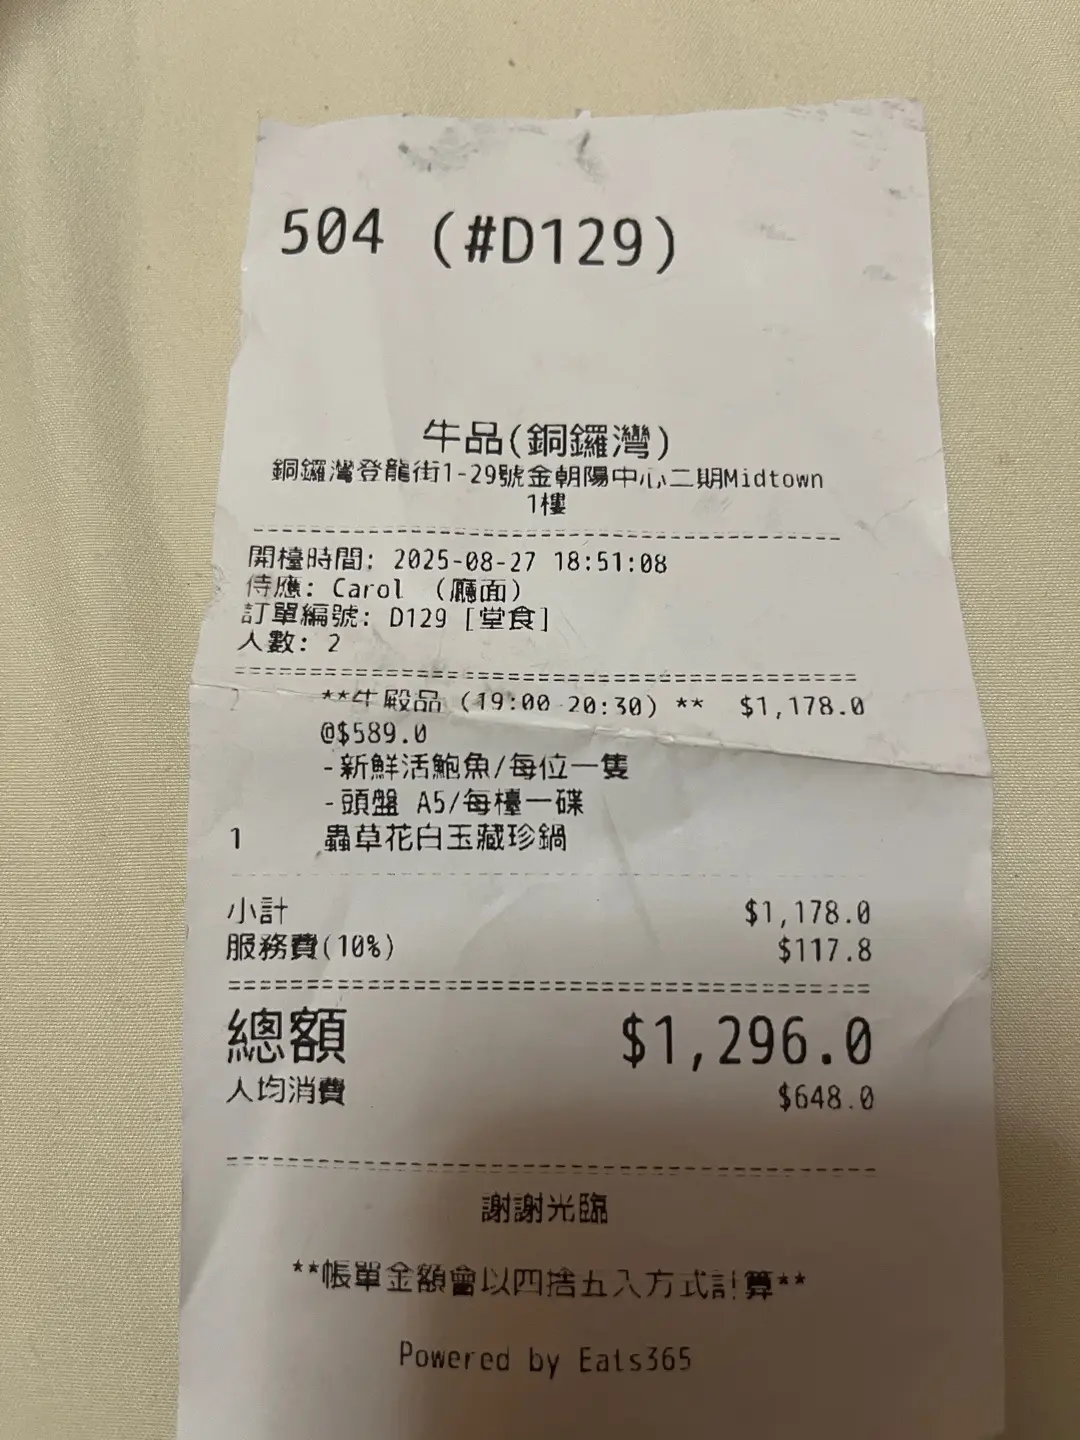 504 (#D129)
牛品(銅鑼灣)
銅鑼灣登龍街1-29號金朝陽中心二期Midtown
1樓
開檯時間: 2025-08-27 18:51:08
侍應: Carol (廳面)
訂單編號: D129 [堂食]
人數: 2
**牛殿品 (19:00-20:30) ** $1,178.0
@$589.0
-新鮮活鮑魚/每位一隻
-頭盤 A5/每檯一碟
1 蟲草花白玉藏珍鍋
小計 $1,178.0
服務費(10%) $117.8
總額 $1,296.0
人均消費 $648.0
謝謝光臨
**帳單金額會以四捨五入方式計算**
Powered by Eats365